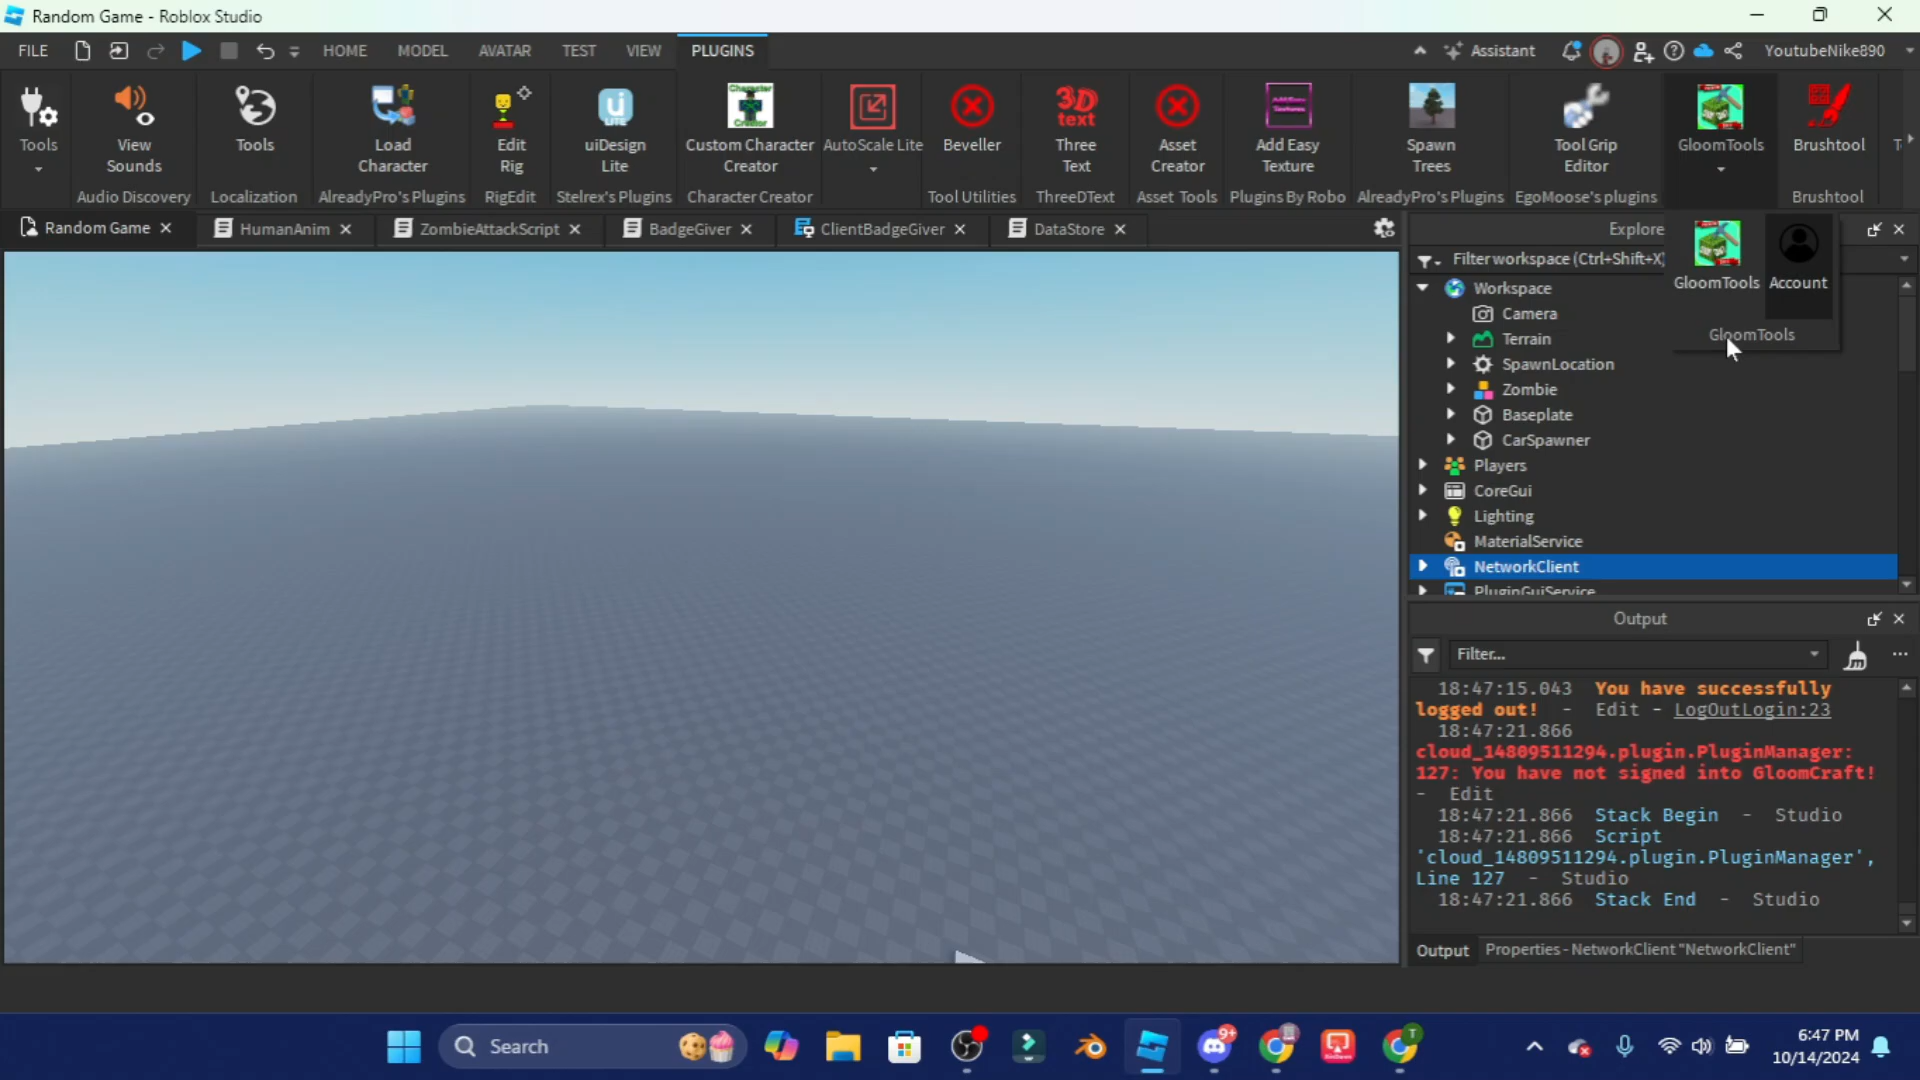 Random Game - Roblox Studio
FILE HOME MODEL AVATAR TEST VIEW PLUGINS Assistant YoutubeNike890
Tools
View Sounds
Audio Discovery
Tools
Localization
Load Character
AlreadyPro's Plugins
Edit Rig
RigEdit
uiDesign Lite
Stelrex's Plugins
Custom Character Creator
Character Creator
AutoScale Lite
Beveller
Tool Utilities
3D text
Three Text
ThreeDText
Asset Creator
Asset Tools
Add Easy Texture
Plugins By Robo
Spawn Trees
AlreadyPro's Plugins
Tool Grip Editor
EgoMoose's plugins
GloomTools
Brushtool
Brushtool
Random Game HumanAnim ZombieAttackScript BadgeGiver ClientBadgeGiver DataStore
Explore
Filter workspace (Ctrl+Shift+X)
GloomTools Account
GloomTools
Workspace
Camera
Terrain
SpawnLocation
Zombie
Baseplate
CarSpawner
Players
CoreGui
Lighting
MaterialService
NetworkClient
PluginGuiService
Output
Filter...
18:47:15.043 You have successfully
logged out! - Edit - LogOutLogin:23
18:47:21.866
cloud_14809511294.plugin.PluginManager:
127: You have not signed into GloomCraft!
- Edit
18:47:21.866 Stack Begin - Studio
18:47:21.866 Script
'cloud_14809511294.plugin.PluginManager',
Line 127 - Studio
18:47:21.866 Stack End - Studio
Output Properties - NetworkClient "NetworkClient"
Search
9+
T
6:47 PM
10/14/2024